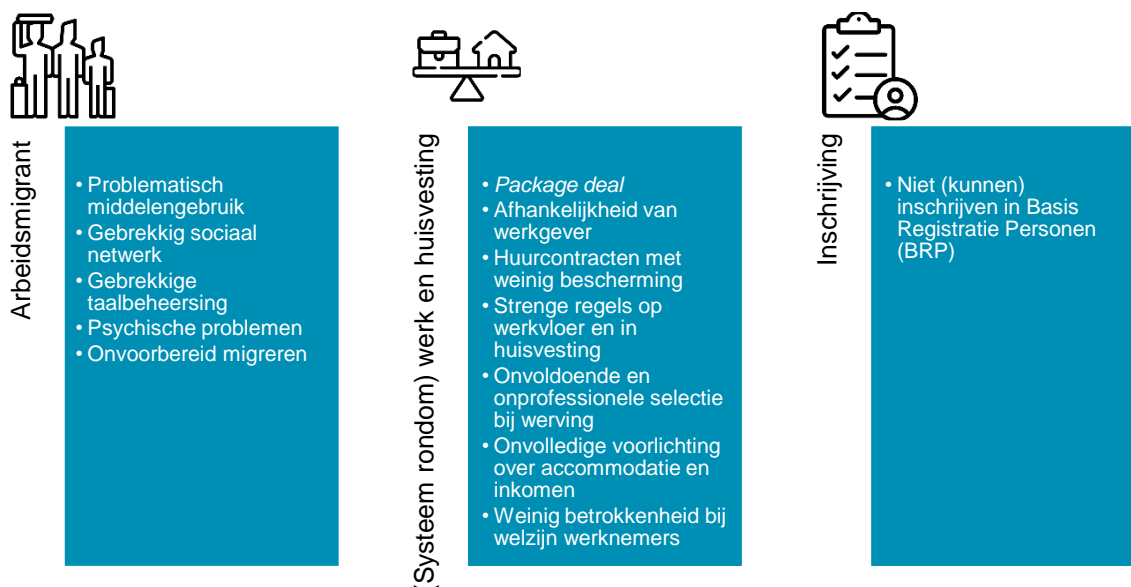 Arbeidsmigrant
• Problematisch
middelengebruik
• Gebrekkig sociaal
netwerk
• Gebrekkige
taalbeheersing
• Psychische problemen
• Onvoorbereid migreren
(Systeem rondom) werk en huisvesting
• Package deal
• Afhankelijkheid van
werkgever
• Huurcontracten met
weinig bescherming
• Strenge regels op
werkvloer en in
huisvesting
• Onvoldoende en
onprofessionele selectie
bij werving
• Onvolledige voorlichting
over accommodatie en
inkomen
• Weinig betrokkenheid bij
welzijn werknemers
Inschrijving
• Niet (kunnen)
inschrijven in Basis
Registratie Personen
(BRP)